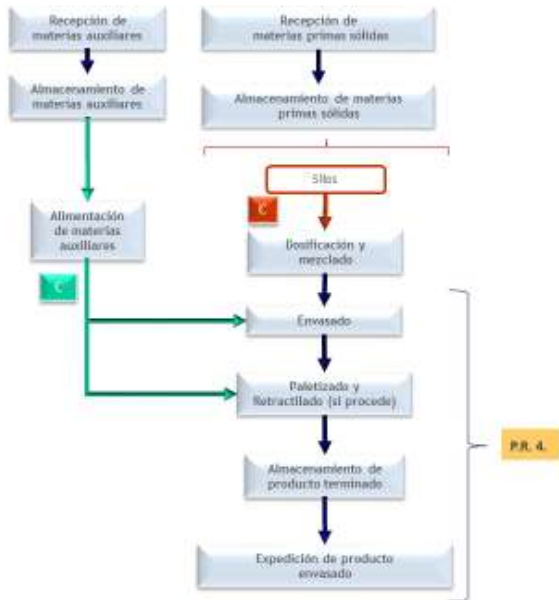 Recepción de
materias auxiliares
Recepción de
materias primas sólidas
Almacenamiento de
materias auxiliares
Almacenamiento de materias
primas sólidas
Silos
C
Alimentación
de materias
auxiliares
Dosificación y
mezclado
C
Envasado
Paletizado y
Retractilado (si procede)
P.R. 4.
Almacenamiento de
producto terminado
Expedición de producto
envasado